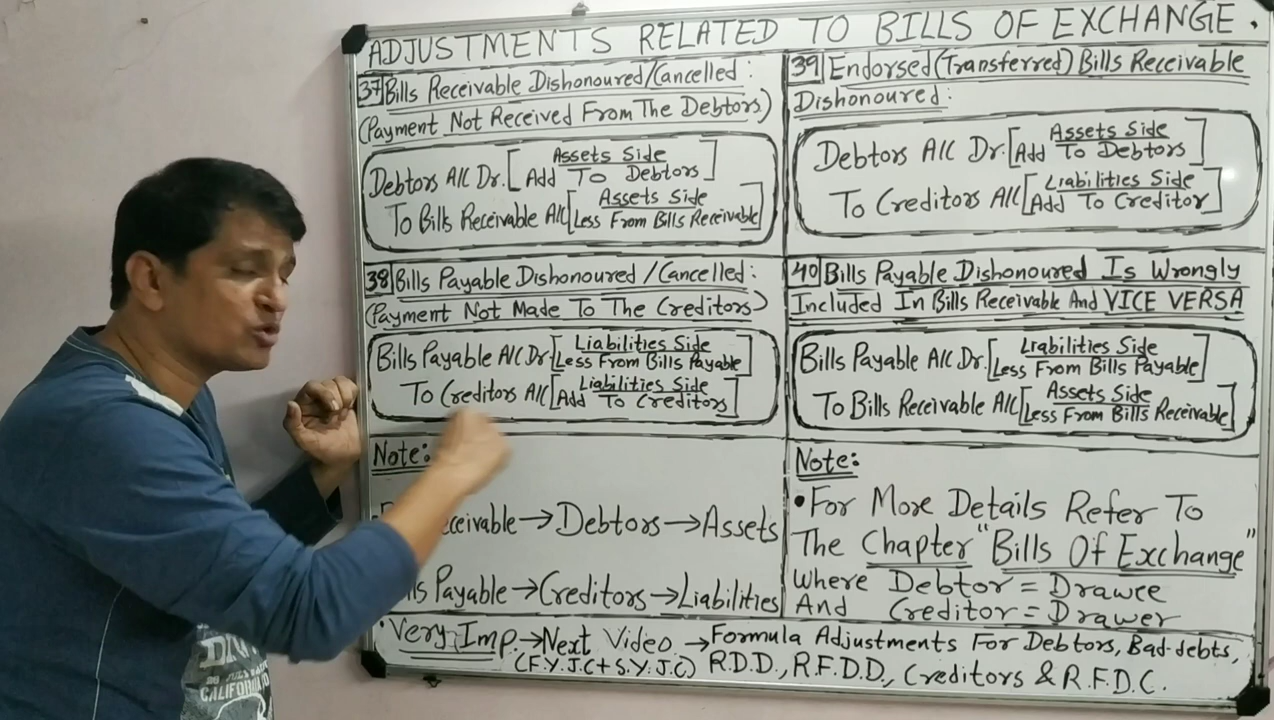 ADJUSTMENTS RELATED TO BILLS OF EXCHANGE.
37 Bills Receivable Dishonoured/Cancelled:
(Payment Not Received From The Debtors)
Debtors A/C Dr. [Assets Side
Add To Debtors]
To Bills Receivable A/C [Assets Side
Less From Bills Receivable]
38 Bills Payable Dishonoured/Cancelled:
(Payment Not Made To The Creditors)
Bills Payable A/C Dr [Liabilities Side
Less From Bills Payable]
To Creditors A/C [Liabilities Side
Add To Creditors]
Note:
→Debtors→Assets
Payable→Creditors→Liabilities
39 Endorsed (Transferred) Bills Receivable
Dishonoured:
Debtors A/C Dr. [Assets Side
Add To Debtors]
To Creditors A/C [Liabilities Side
Add To Creditor]
40 Bills Payable Dishonoured Is Wrongly
Included In Bills Receivable And VICE VERSA
Bills Payable A/C Dr. [Liabilities Side
Less From Bills Payable]
To Bills Receivable A/C [Assets Side
Less From Bills Receivable]
Note:
•For More Details Refer To
The Chapter "Bills Of Exchange"
Where Debtor = Drawee
And Creditor = Drawer
•Very Imp.→Next Video→Formula Adjustments For Debtors, Bad-debts,
(F.Y.J.C+S.Y.J.C) R.D.D., R.F.D.D., Creditors & R.F.D.C.
CALIFORNIA